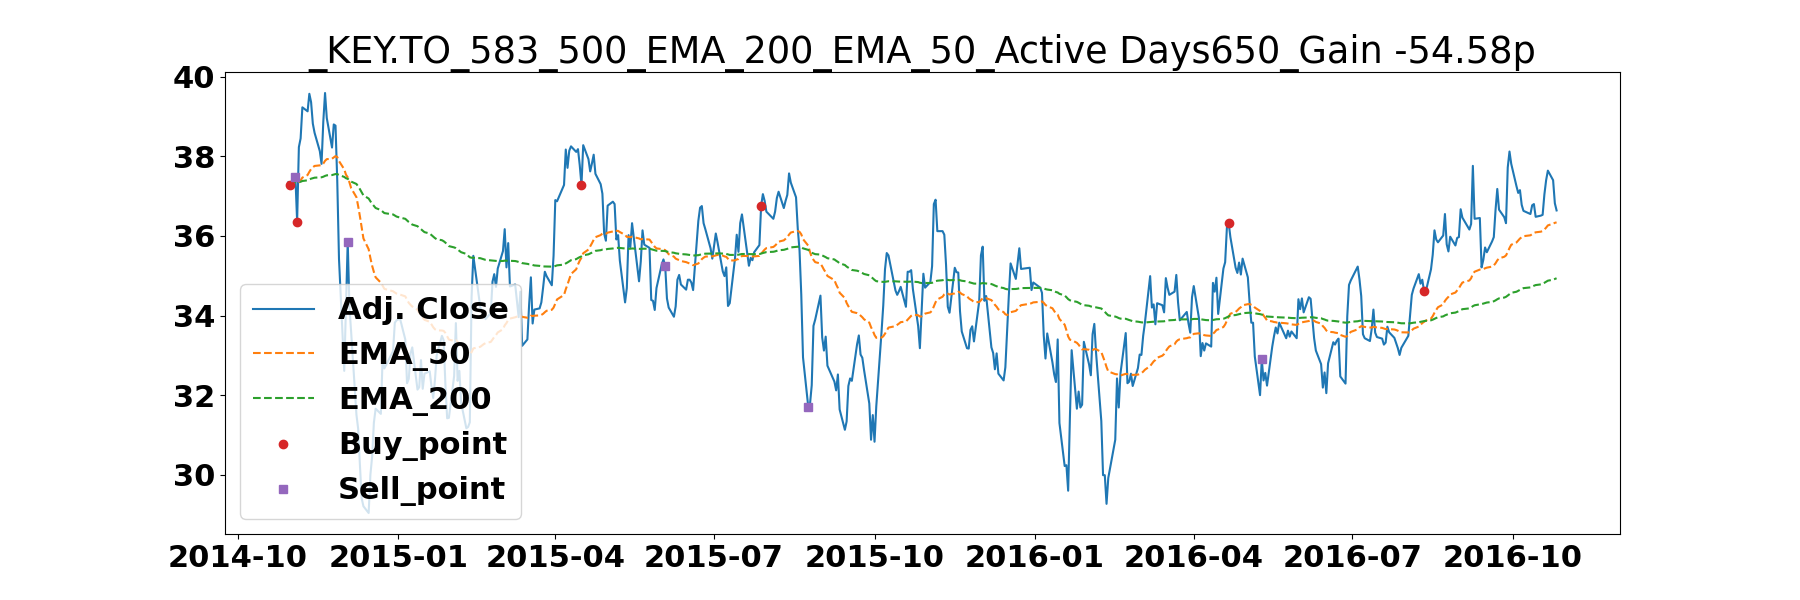 _KEY.TO_583_500_EMA_200_EMA_50_Active Days650_Gain -54.58p
40
38
36
34
32
30
Adj. Close
EMA_50
EMA_200
Buy_point
Sell_point
2014-10 2015-01 2015-04 2015-07 2015-10 2016-01 2016-04 2016-07 2016-10